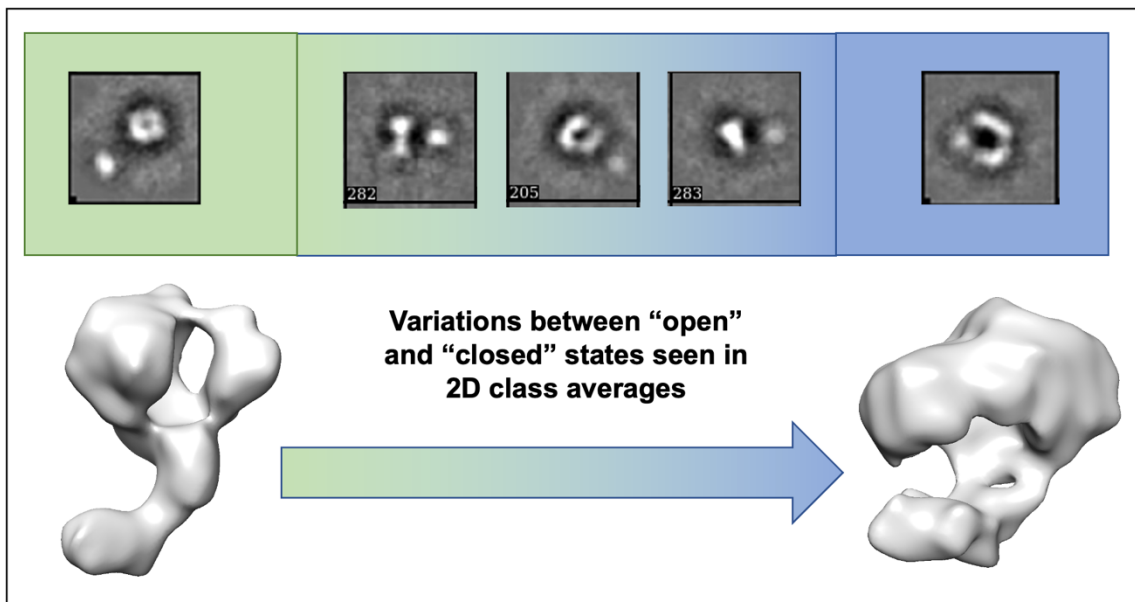 282
205
283
Variations between “open”
and “closed” states seen in
2D class averages